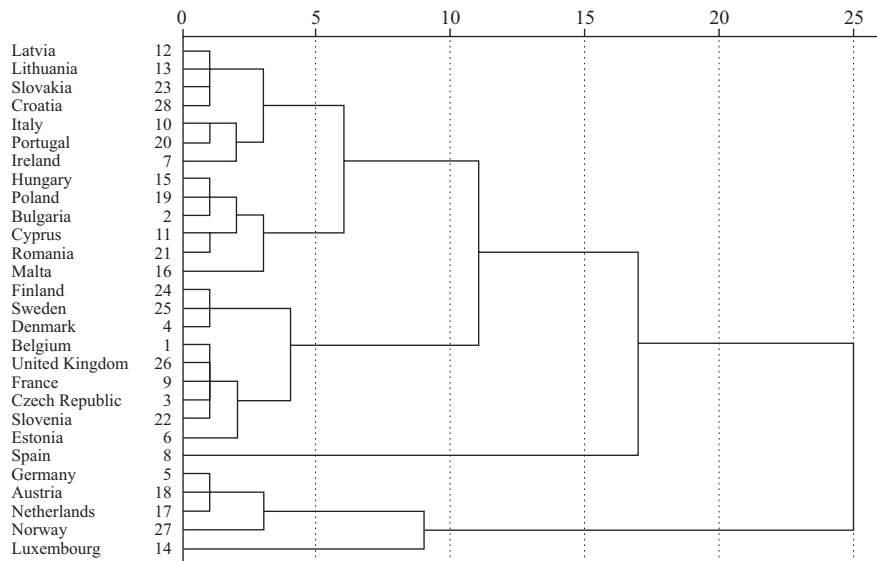 0 5 10 15 20 25
Latvia 12
Lithuania 13
Slovakia 23
Croatia 28
Italy 10
Portugal 20
Ireland 7
Hungary 15
Poland 19
Bulgaria 2
Cyprus 11
Romania 21
Malta 16
Finland 24
Sweden 25
Denmark 4
Belgium 1
United Kingdom 26
France 9
Czech Republic 3
Slovenia 22
Estonia 6
Spain 8
Germany 5
Austria 18
Netherlands 17
Norway 27
Luxembourg 14